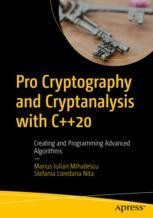 Pro Cryptography
and Cryptanalysis
with C++20
Creating and Programming Advanced
Algorithms
—
Marius Iulian Mihailescu
Stefania Loredana Nita
Apress®